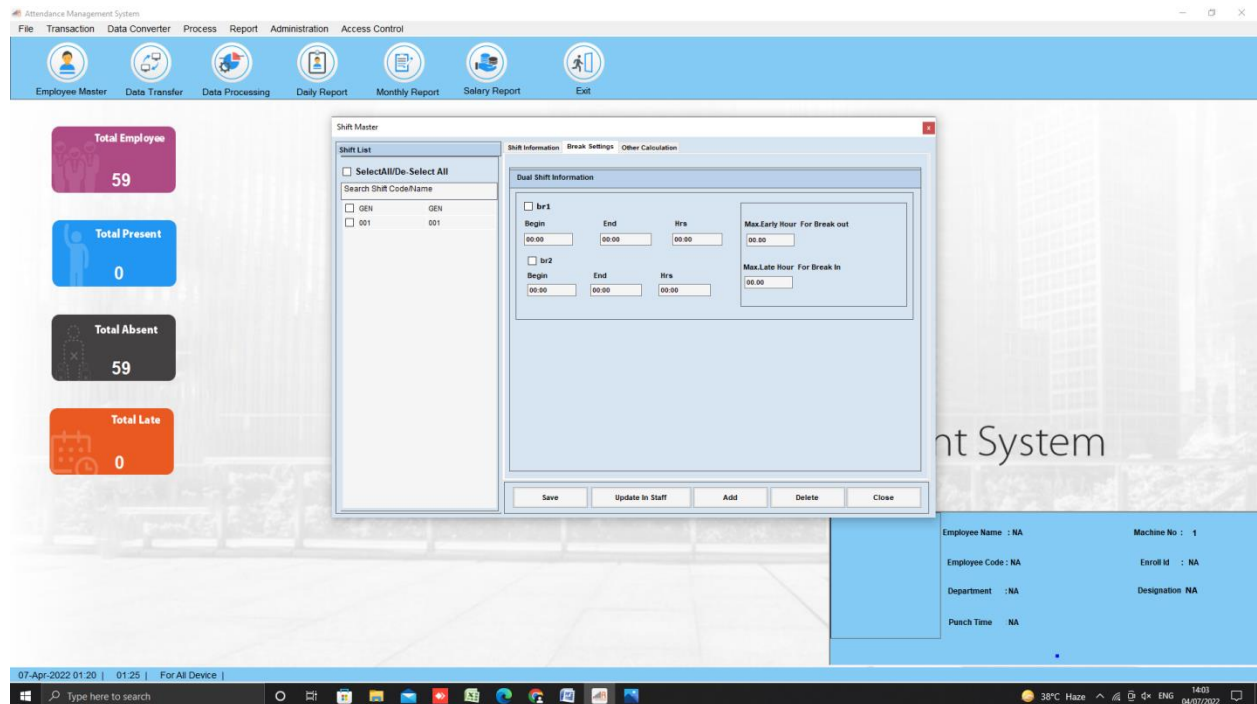 Attendance Management System
File Transaction Data Converter Process Report Administration Access Control
Employee Master Data Transfer Data Processing Daily Report Monthly Report Salary Report Exit
Total Employee
59
Total Present
0
Total Absent
59
Total Late
0
Shift Master
x
Shift List
SelectAll/De-Select All
Search Shift Code/Name
GEN GEN
001 001
Shift Information Break Settings Other Calculation
Dual Shift Information
br1
Begin End Hrs
00:00 00:00 00:00
br2
Begin End Hrs
00:00 00:00 00:00
Max.Early Hour For Break out
00.00
Max.Late Hour For Break In
00.00
Save Update In Staff Add Delete Close
nt System
Employee Name : NA Machine No : 1
Employee Code : NA Enroll Id : NA
Department :NA Designation NA
Punch Time NA
07-Apr-2022 01:20 | 01:25 | For All Device |
Type here to search
38°C Haze ENG
14:03
04/07/2022